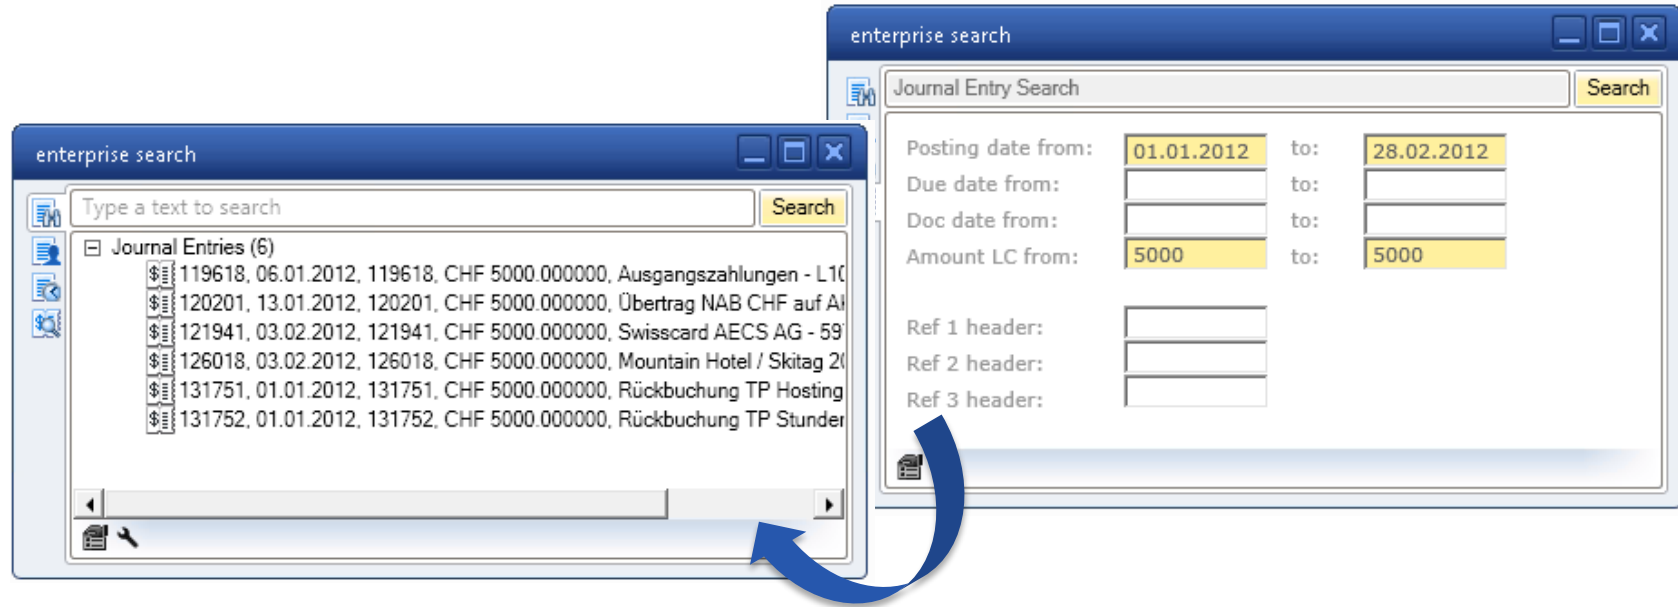 enterprise search
Type a text to search
Search
Journal Entries (6)
119618, 06.01.2012, 119618, CHF 5000.000000, Ausgangszahlungen - L10
120201, 13.01.2012, 120201, CHF 5000.000000, Übertrag NAB CHF auf
121941, 03.02.2012, 121941, CHF 5000.000000, Swisscard AECS AG - 59
126018, 03.02.2012, 126018, CHF 5000.000000, Mountain Hotel / Skitag 20
131751, 01.01.2012, 131751, CHF 5000.000000, Rückbuchung TP Hosting
131752, 01.01.2012, 131752, CHF 5000.000000, Rückbuchung TP Stunden
enterprise search
Journal Entry Search
Search
Posting date from: 01.01.2012 to: 28.02.2012
Due date from: to:
Doc date from: to:
Amount LC from: 5000 to: 5000
Ref 1 header:
Ref 2 header:
Ref 3 header: